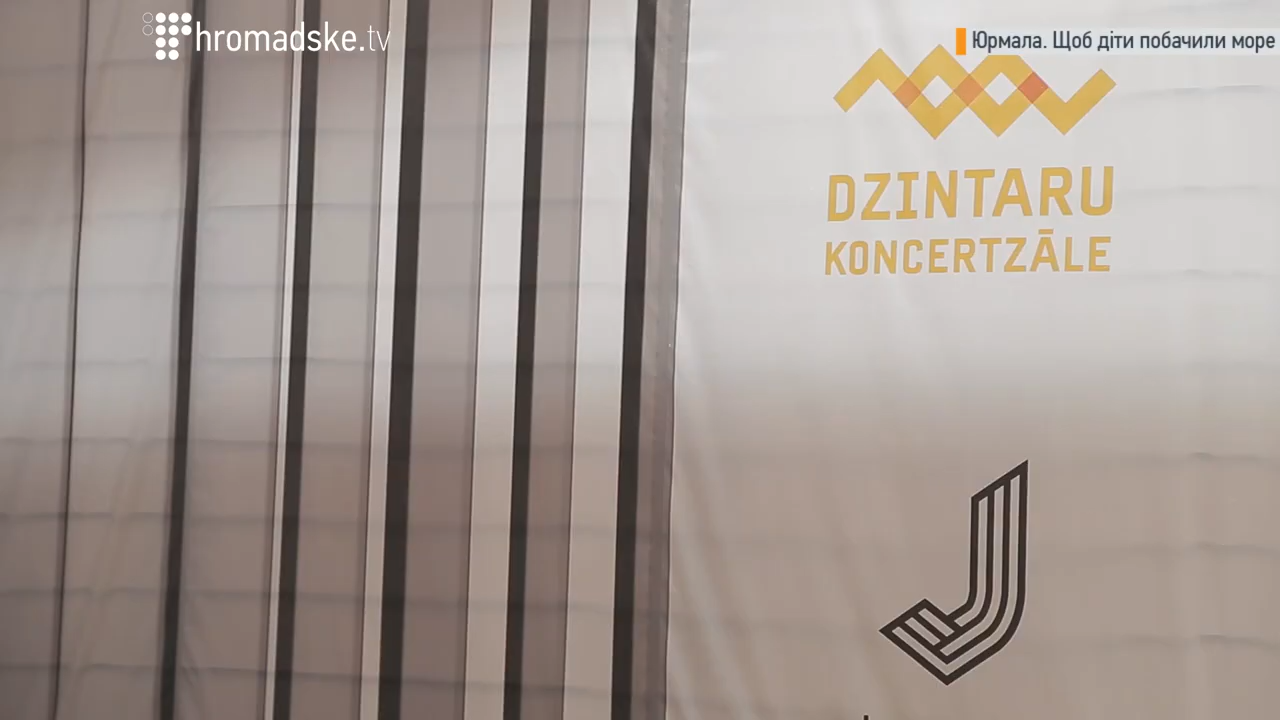 hromadske.tv
Юрмала. Щоб діти побачили море
DZINTARU
KONCERTZĀLE